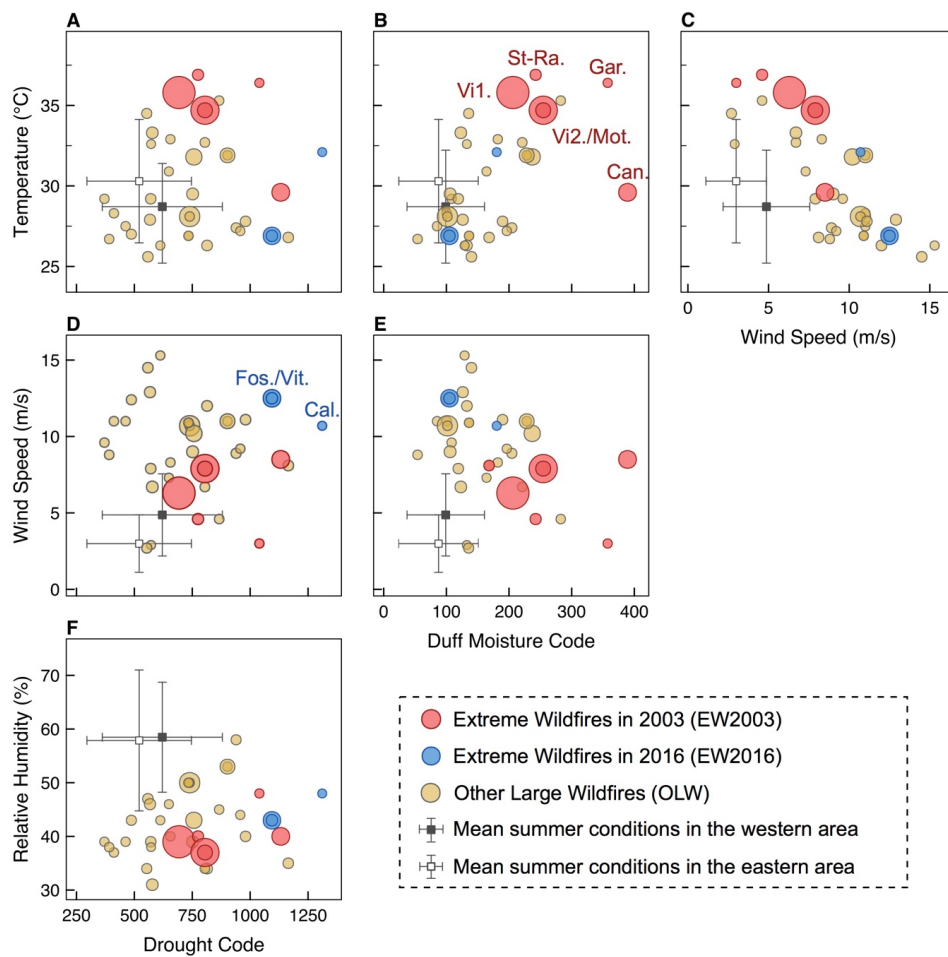 A
B
C
Temperature (°C)
35
30
25
St-Ra.
Gar.
Vi1.
Vi2./Mot.
Can.
0
5
10
15
Wind Speed (m/s)
D
E
Wind Speed (m/s)
15
10
5
0
Fos./Vit.
Cal.
0
100
200
300
400
Duff Moisture Code
F
Relative Humidity (%)
70
60
50
40
30
250
500
750
1000
1250
Drought Code
Extreme Wildfires in 2003 (EW2003)
Extreme Wildfires in 2016 (EW2016)
Other Large Wildfires (OLW)
Mean summer conditions in the western area
Mean summer conditions in the eastern area